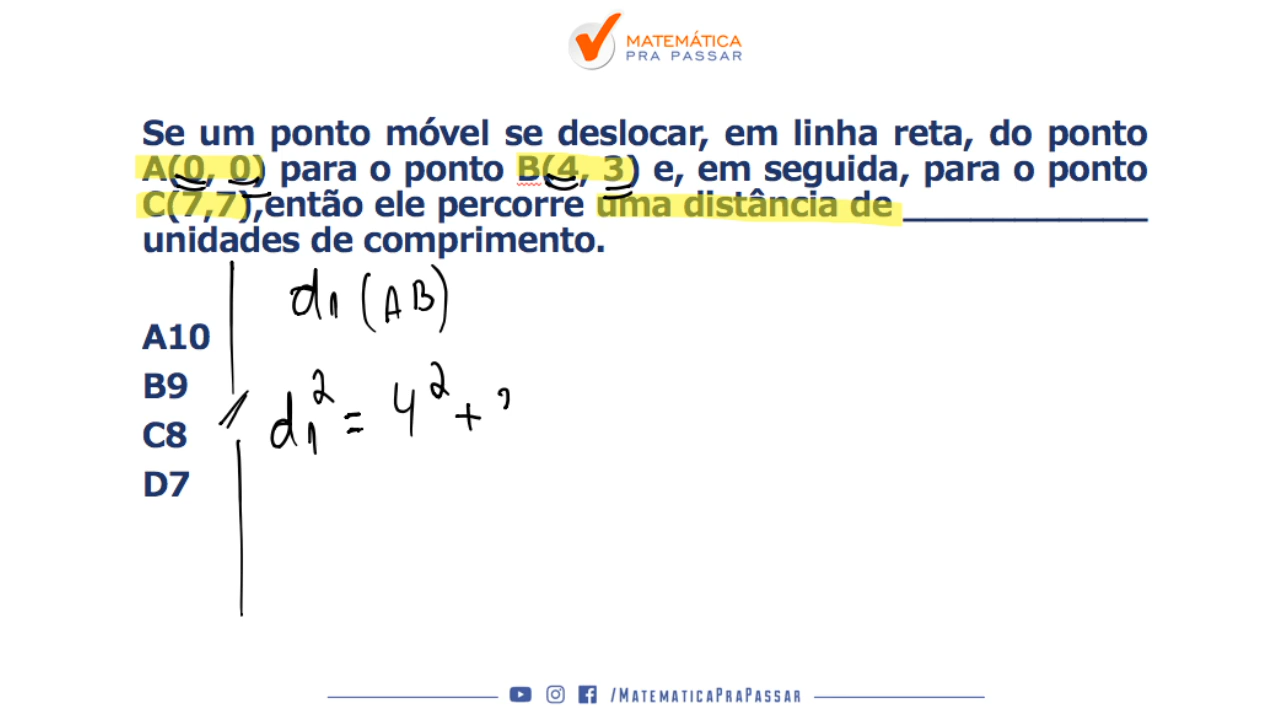 MATEMÁTICA
PRA PASSAR
Se um ponto móvel se deslocar, em linha reta, do ponto
A(0, 0) para o ponto B(4, 3) e, em seguida, para o ponto
C(7,7),então ele percorre uma distância de ____________
unidades de comprimento.
d1 (AB)
A10
B9
d1² = 4² +
C8
D7
/MatematicaPraPassar